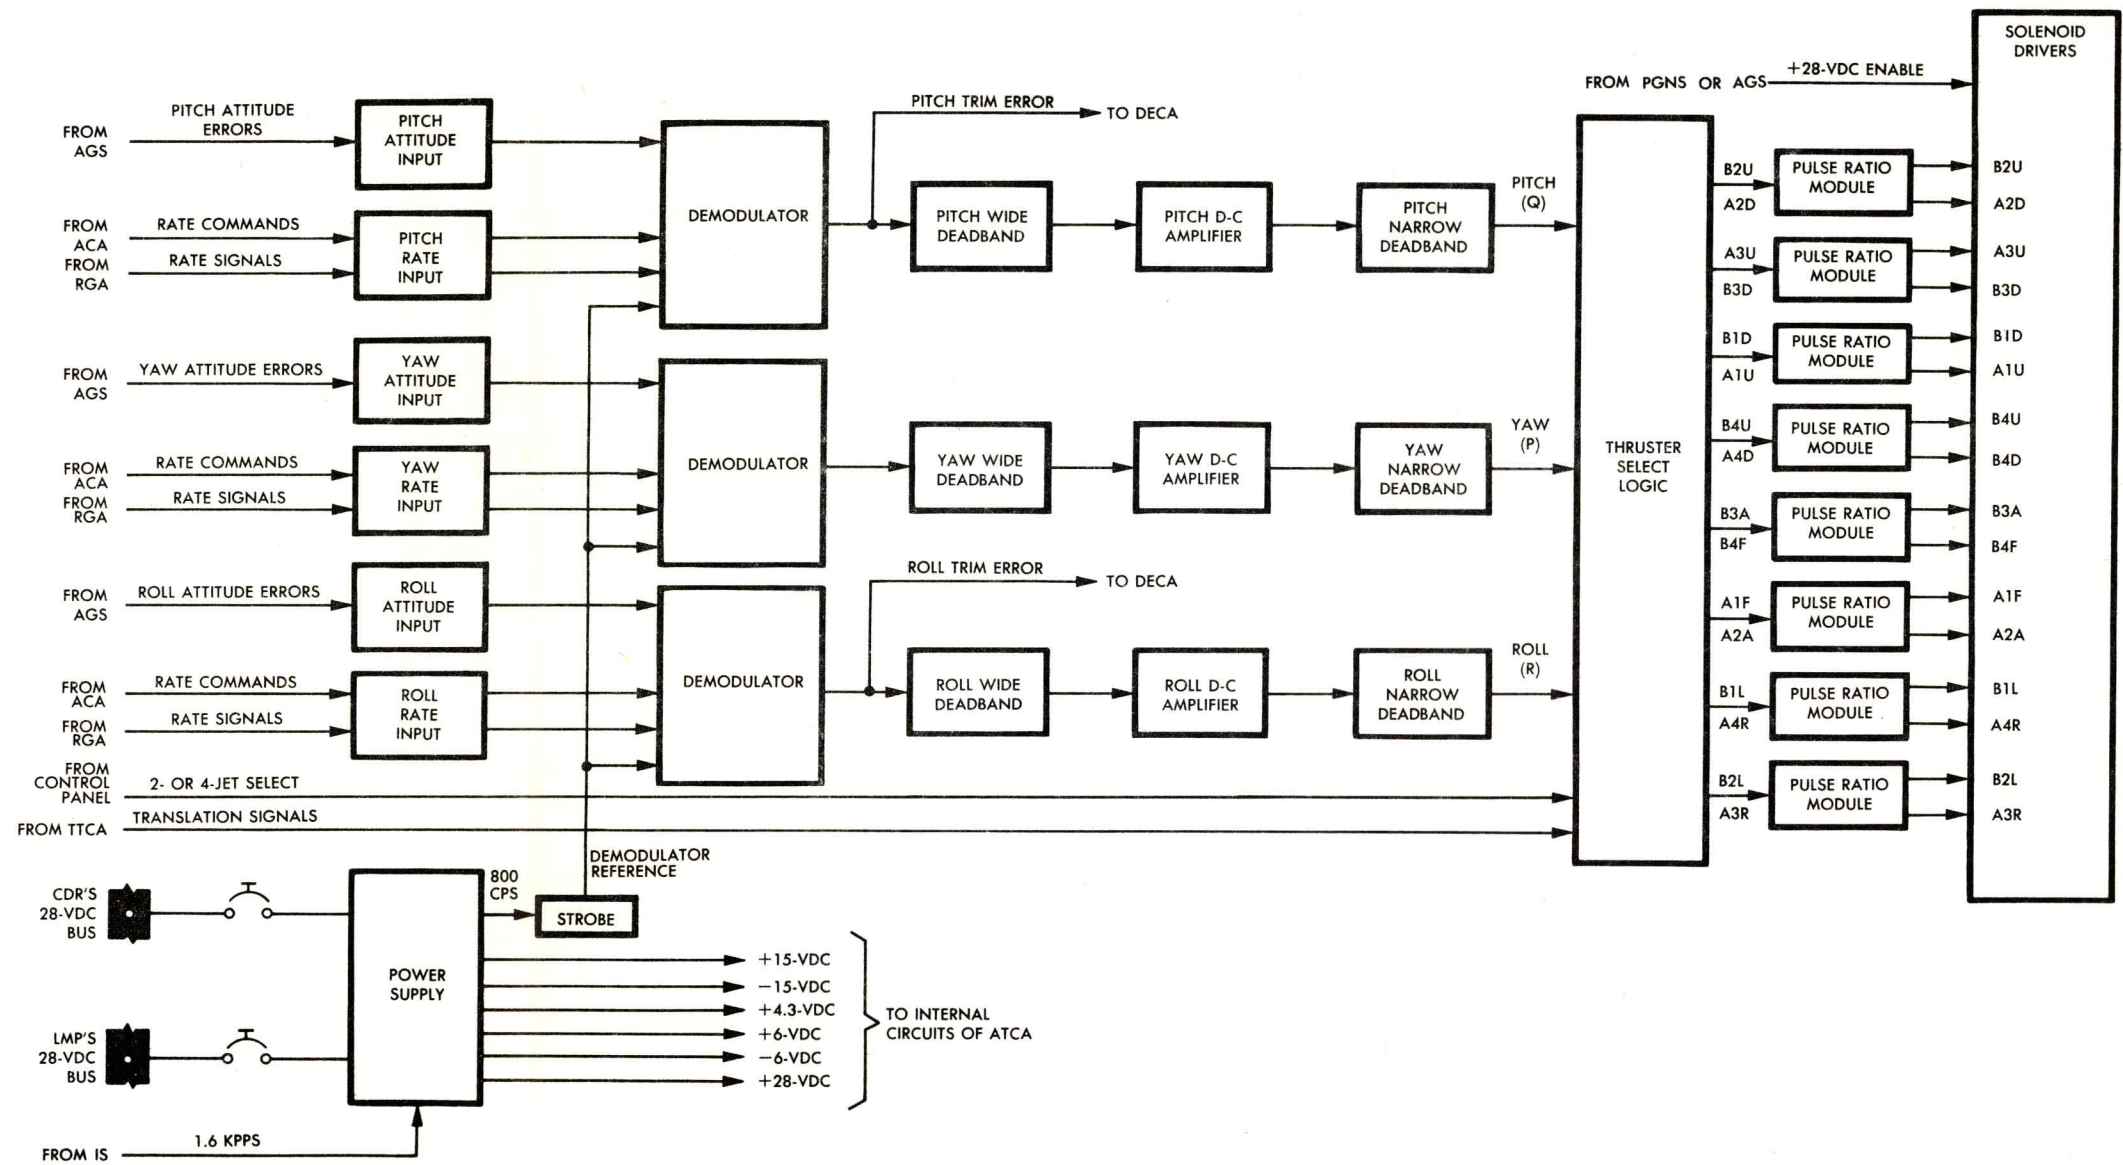 SOLENOID
DRIVERS
FROM PGNS OR AGS
+28-VDC ENABLE
PITCH ATTITUDE
ERRORS
FROM
AGS
PITCH
ATTITUDE
INPUT
PITCH TRIM ERROR
TO DECA
FROM
ACA
RATE COMMANDS
FROM
RGA
RATE SIGNALS
PITCH
RATE
INPUT
DEMODULATOR
PITCH WIDE
DEADBAND
PITCH D-C
AMPLIFIER
PITCH
NARROW
DEADBAND
PITCH
(Q)
FROM
AGS
YAW ATTITUDE ERRORS
YAW
ATTITUDE
INPUT
FROM
ACA
RATE COMMANDS
FROM
RGA
RATE SIGNALS
YAW
RATE
INPUT
DEMODULATOR
YAW WIDE
DEADBAND
YAW D-C
AMPLIFIER
YAW
NARROW
DEADBAND
YAW
(P)
FROM
AGS
ROLL ATTITUDE ERRORS
ROLL
ATTITUDE
INPUT
ROLL TRIM ERROR
TO DECA
FROM
ACA
RATE COMMANDS
FROM
RGA
RATE SIGNALS
ROLL
RATE
INPUT
DEMODULATOR
ROLL WIDE
DEADBAND
ROLL D-C
AMPLIFIER
ROLL
NARROW
DEADBAND
ROLL
(R)
FROM
CONTROL
PANEL
2- OR 4-JET SELECT
FROM TTCA
TRANSLATION SIGNALS
THRUSTER
SELECT
LOGIC
B2U
A2D
PULSE RATIO
MODULE
B2U
A2D
A3U
B3D
PULSE RATIO
MODULE
A3U
B3D
B1D
A1U
PULSE RATIO
MODULE
B1D
A1U
B4U
A4D
PULSE RATIO
MODULE
B4U
B4D
B3A
B4F
PULSE RATIO
MODULE
B3A
B4F
A1F
A2A
PULSE RATIO
MODULE
A1F
A2A
B1L
A4R
PULSE RATIO
MODULE
B1L
A4R
B2L
A3R
PULSE RATIO
MODULE
B2L
A3R
DEMODULATOR
REFERENCE
800
CPS
STROBE
CDR'S
28-VDC
BUS
LMP'S
28-VDC
BUS
POWER
SUPPLY
+15-VDC
−15-VDC
+4.3-VDC
+6-VDC
−6-VDC
+28-VDC
TO INTERNAL
CIRCUITS OF ATCA
FROM IS
1.6 KPPS